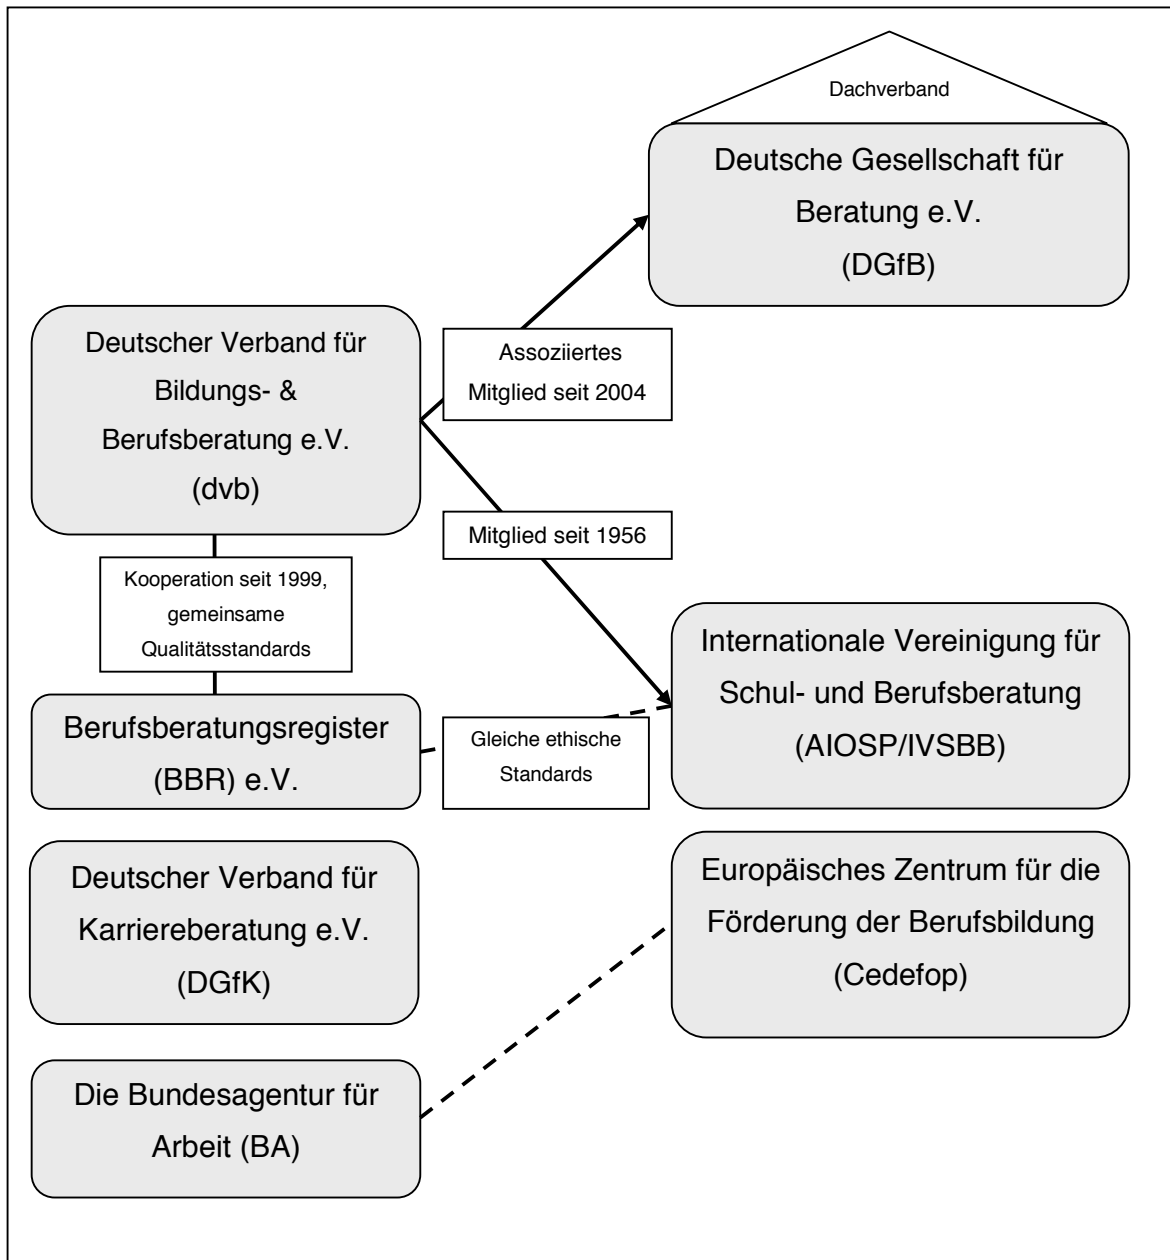 Dachverband
Deutsche Gesellschaft für
Beratung e.V.
(DGfB)
Deutscher Verband für
Bildungs- &
Berufsberatung e.V.
(dvb)
Assoziiertes
Mitglied seit 2004
Mitglied seit 1956
Kooperation seit 1999,
gemeinsame
Qualitätsstandards
Internationale Vereinigung für
Schul- und Berufsberatung
(AIOSP/IVSBB)
Berufsberatungsregister
(BBR) e.V.
Gleiche ethische
Standards
Deutscher Verband für
Karriereberatung e.V.
(DGfK)
Europäisches Zentrum für die
Förderung der Berufsbildung
(Cedefop)
Die Bundesagentur für
Arbeit (BA)